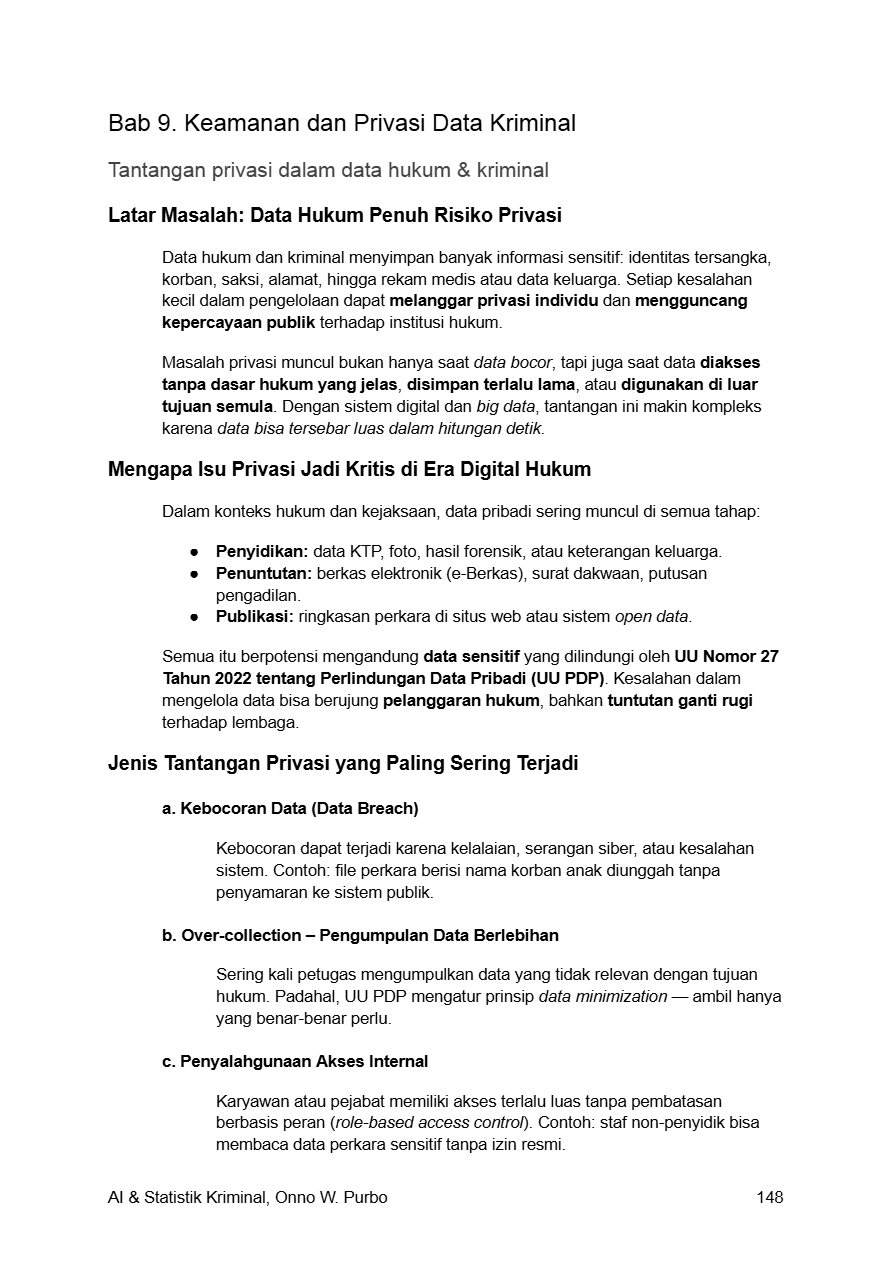 Bab 9. Keamanan dan Privasi Data Kriminal
Tantangan privasi dalam data hukum & kriminal
Latar Masalah: Data Hukum Penuh Risiko Privasi
Data hukum dan kriminal menyimpan banyak informasi sensitif: identitas tersangka,
korban, saksi, alamat, hingga rekam medis atau data keluarga. Setiap kesalahan
kecil dalam pengelolaan dapat melanggar privasi individu dan mengguncang
kepercayaan publik terhadap institusi hukum.
Masalah privasi muncul bukan hanya saat data bocor, tapi juga saat data diakses
tanpa dasar hukum yang jelas, disimpan terlalu lama, atau digunakan di luar
tujuan semula. Dengan sistem digital dan big data, tantangan ini makin kompleks
karena data bisa tersebar luas dalam hitungan detik.
Mengapa Isu Privasi Jadi Kritis di Era Digital Hukum
Dalam konteks hukum dan kejaksaan, data pribadi sering muncul di semua tahap:
● Penyidikan: data KTP, foto, hasil forensik, atau keterangan keluarga.
● Penuntutan: berkas elektronik (e-Berkas), surat dakwaan, putusan
pengadilan.
● Publikasi: ringkasan perkara di situs web atau sistem open data.
Semua itu berpotensi mengandung data sensitif yang dilindungi oleh UU Nomor 27
Tahun 2022 tentang Perlindungan Data Pribadi (UU PDP). Kesalahan dalam
mengelola data bisa berujung pelanggaran hukum, bahkan tuntutan ganti rugi
terhadap lembaga.
Jenis Tantangan Privasi yang Paling Sering Terjadi
a. Kebocoran Data (Data Breach)
Kebocoran dapat terjadi karena kelalaian, serangan siber, atau kesalahan
sistem. Contoh: file perkara berisi nama korban anak diunggah tanpa
penyamaran ke sistem publik.
b. Over-collection – Pengumpulan Data Berlebihan
Sering kali petugas mengumpulkan data yang tidak relevan dengan tujuan
hukum. Padahal, UU PDP mengatur prinsip data minimization — ambil hanya
yang benar-benar perlu.
c. Penyalahgunaan Akses Internal
Karyawan atau pejabat memiliki akses terlalu luas tanpa pembatasan
berbasis peran (role-based access control). Contoh: staf non-penyidik bisa
membaca data perkara sensitif tanpa izin resmi.
AI & Statistik Kriminal, Onno W. Purbo 148